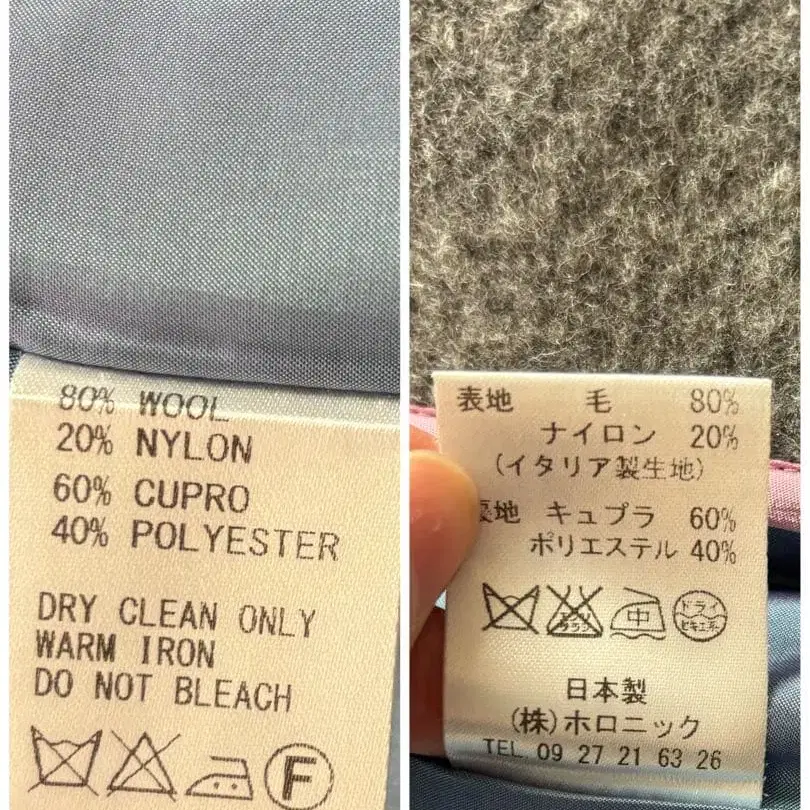 80% WOOL
20% NYLON
60% CUPRO
40% POLYESTER
DRY CLEAN ONLY
WARM IRON
DO NOT BLEACH
F
表地 毛 80%
ナイロン 20%
(イタリア製生地)
地 キュプラ 60%
ポリエステル 40%
中 ドライ
日本製
(株)ホロニック
TEL. 09 27 21 63 26